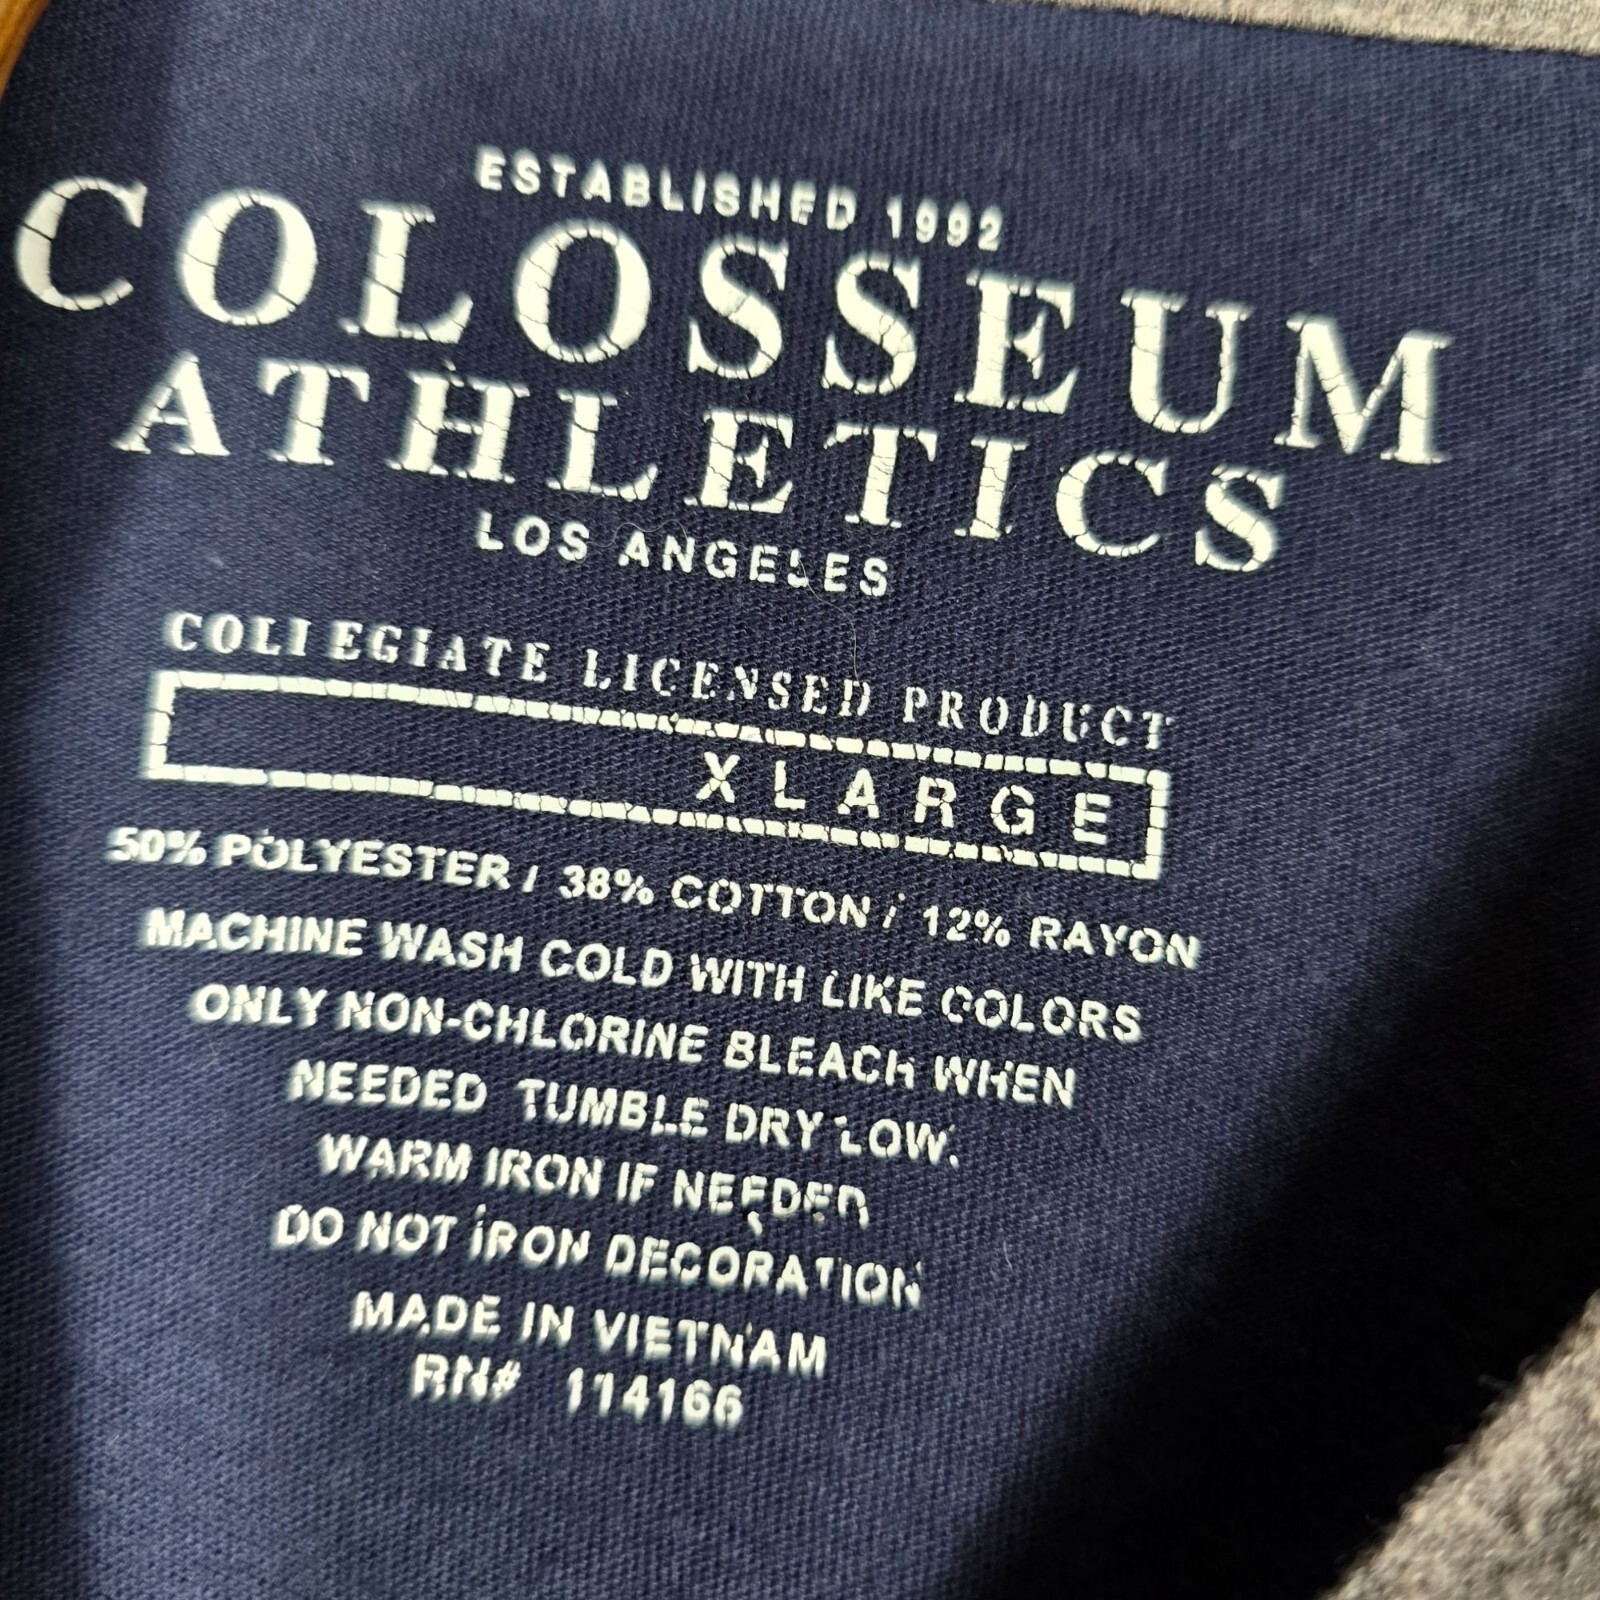 ESTABLISHED 1992
COLOSSEUM
ATHLETICS
LOS ANGELES
COLLEGIATE LICENSED PRODUCT
XLARGE
50% POLYESTER / 38% COTTON / 12% RAYON
MACHINE WASH COLD WITH LIKE COLORS
ONLY NON-CHLORINE BLEACH WHEN
NEEDED TUMBLE DRY LOW.
WARM IRON IF NEEDED
DO NOT IRON DECORATION
MADE IN VIETNAM
RN# 114166